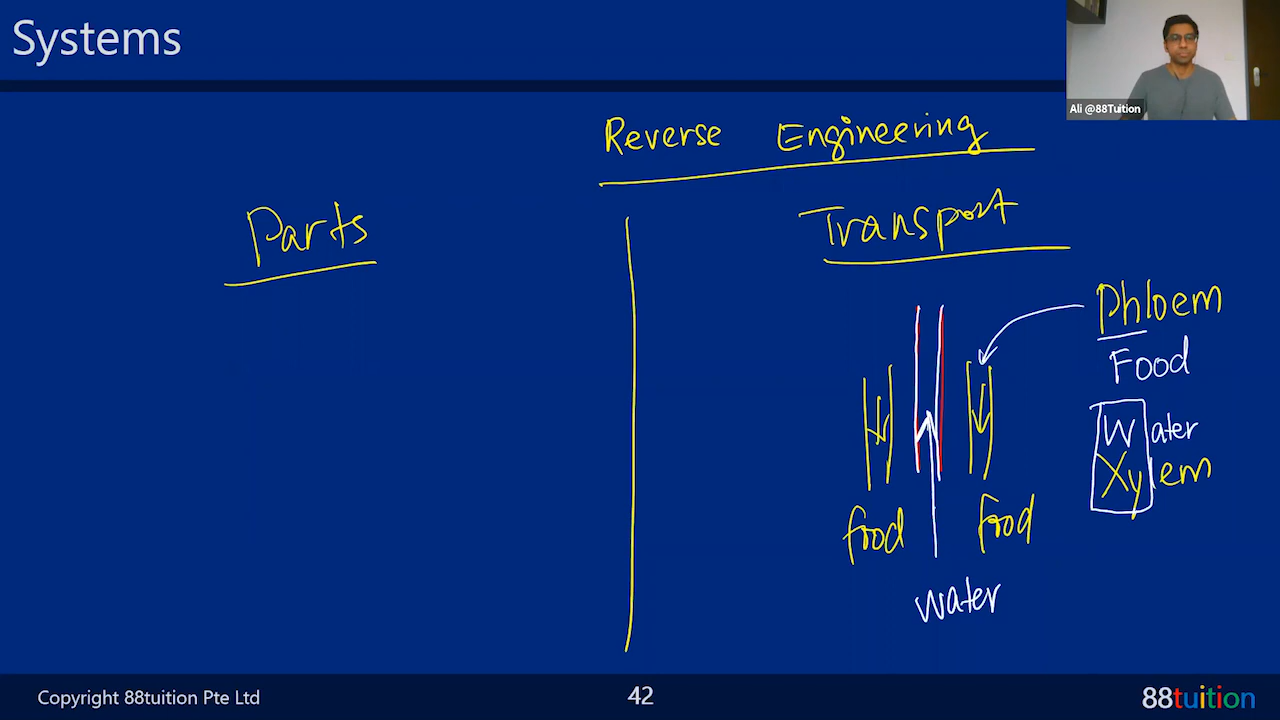 Systems
Ali @88Tuition
Reverse Engineering
Parts
Transport
Phloem
Food
Water
Xylem
food
food
water
Copyright 88tuition Pte Ltd
42
88tuition